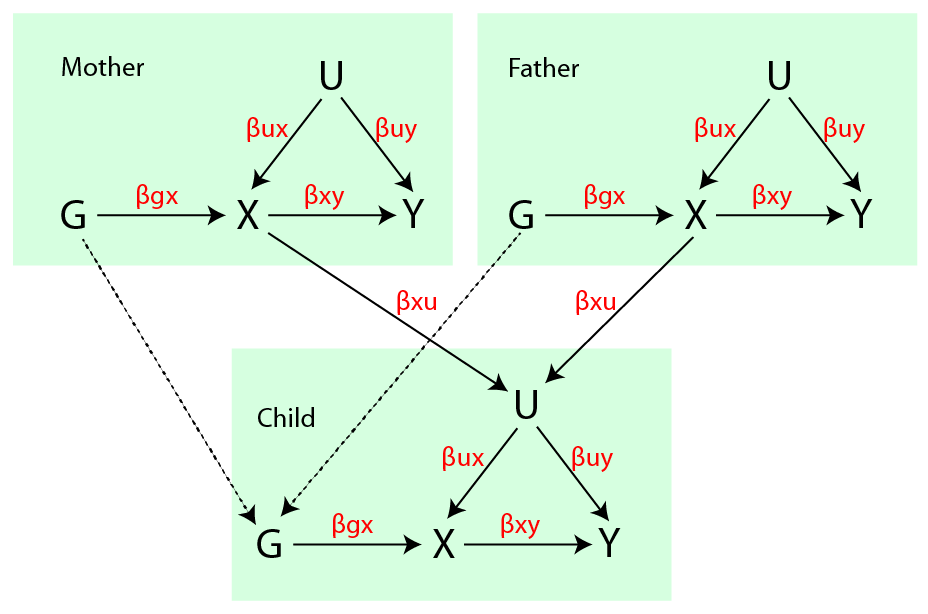 Mother
U
βux
βuy
G
βgx
X
βxy
Y
Father
U
βux
βuy
G
βgx
X
βxy
Y
βxu
βxu
Child
U
βux
βuy
G
βgx
X
βxy
Y